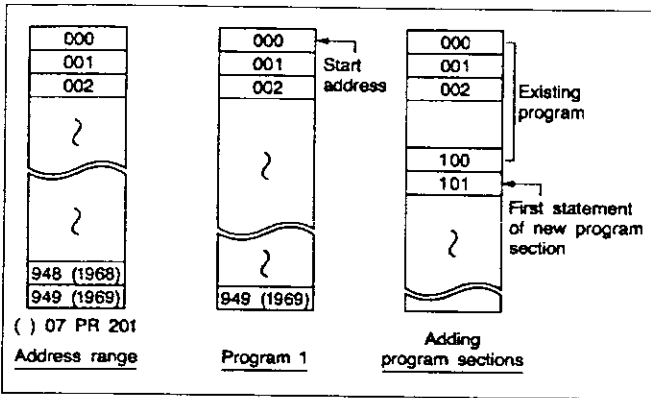 000
001
002
948 (1968)
949 (1969)
( ) 07 PR 201
Address range
000
001
002
949 (1969)
Start
address
Program 1
000
001
002
100
101
Existing
program
First statement
of new program
section
Adding
program sections